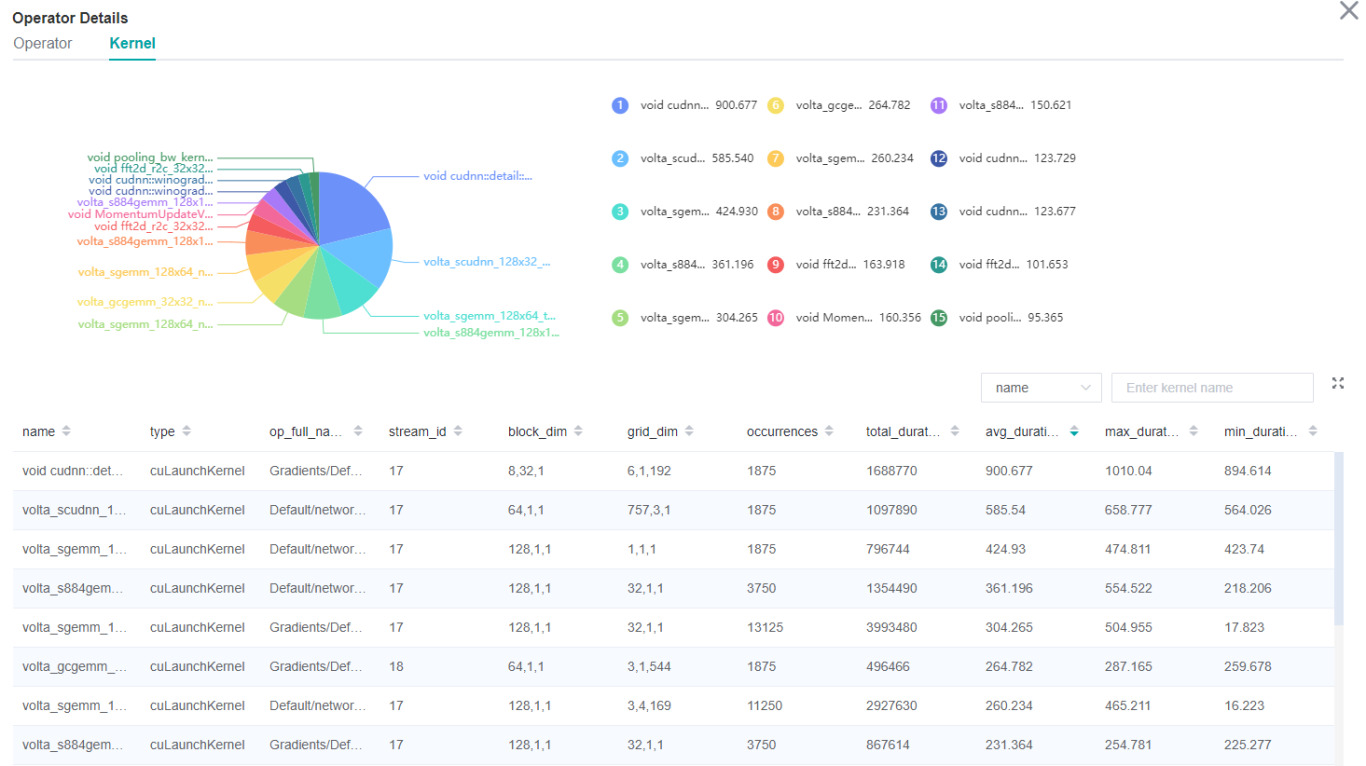 Operator Details
Operator Kernel
void pooling_bw_kern...
void fft2d_r2c_32x32...
void cudnn::winograd...
void cudnn::winograd...
volta_s884gemm_128x1...
void MomentumUpdateV...
void fft2d_r2c_32x32...
volta_s884gemm_128x1...
volta_sgemm_128x64_n...
volta_gcgemm_32x32_n...
volta_sgemm_128x64_n...
void cudnn::detail::...
volta_scudnn_128x32_...
volta_sgemm_128x64_t...
volta_s884gemm_128x1...
1 void cudnn... 900.677 6 volta_gcge... 264.782 11 volta_s884... 150.621
2 volta_scud... 585.540 7 volta_sgem... 260.234 12 void cudnn... 123.729
3 volta_sgem... 424.930 8 volta_s884... 231.364 13 void cudnn... 123.677
4 volta_s884... 361.196 9 void fft2d... 163.918 14 void fft2d... 101.653
5 volta_sgem... 304.265 10 void Momen... 160.356 15 void pooli... 95.365
name Enter kernel name
name type op_full_na... stream_id block_dim grid_dim occurrences total_durat... avg_durati... max_durat... min_durati...
void cudnn::det... cuLaunchKernel Gradients/Def... 17 8,32,1 6,1,192 1875 1688770 900.677 1010.04 894.614
volta_scudnn_1... cuLaunchKernel Default/networ... 17 64,1,1 757,3,1 1875 1097890 585.54 658.777 564.026
volta_sgemm_1... cuLaunchKernel Default/networ... 17 128,1,1 1,1,1 1875 796744 424.93 474.811 423.74
volta_s884gem... cuLaunchKernel Default/networ... 17 128,1,1 32,1,1 3750 1354490 361.196 554.522 218.206
volta_sgemm_1... cuLaunchKernel Gradients/Def... 17 128,1,1 32,1,1 13125 3993480 304.265 504.955 17.823
volta_gcgemm_... cuLaunchKernel Gradients/Def... 18 64,1,1 3,1,544 1875 496466 264.782 287.165 259.678
volta_sgemm_1... cuLaunchKernel Default/networ... 17 128,1,1 3,4,169 11250 2927630 260.234 465.211 16.223
volta_s884gem... cuLaunchKernel Gradients/Def... 17 128,1,1 32,1,1 3750 867614 231.364 254.781 225.277